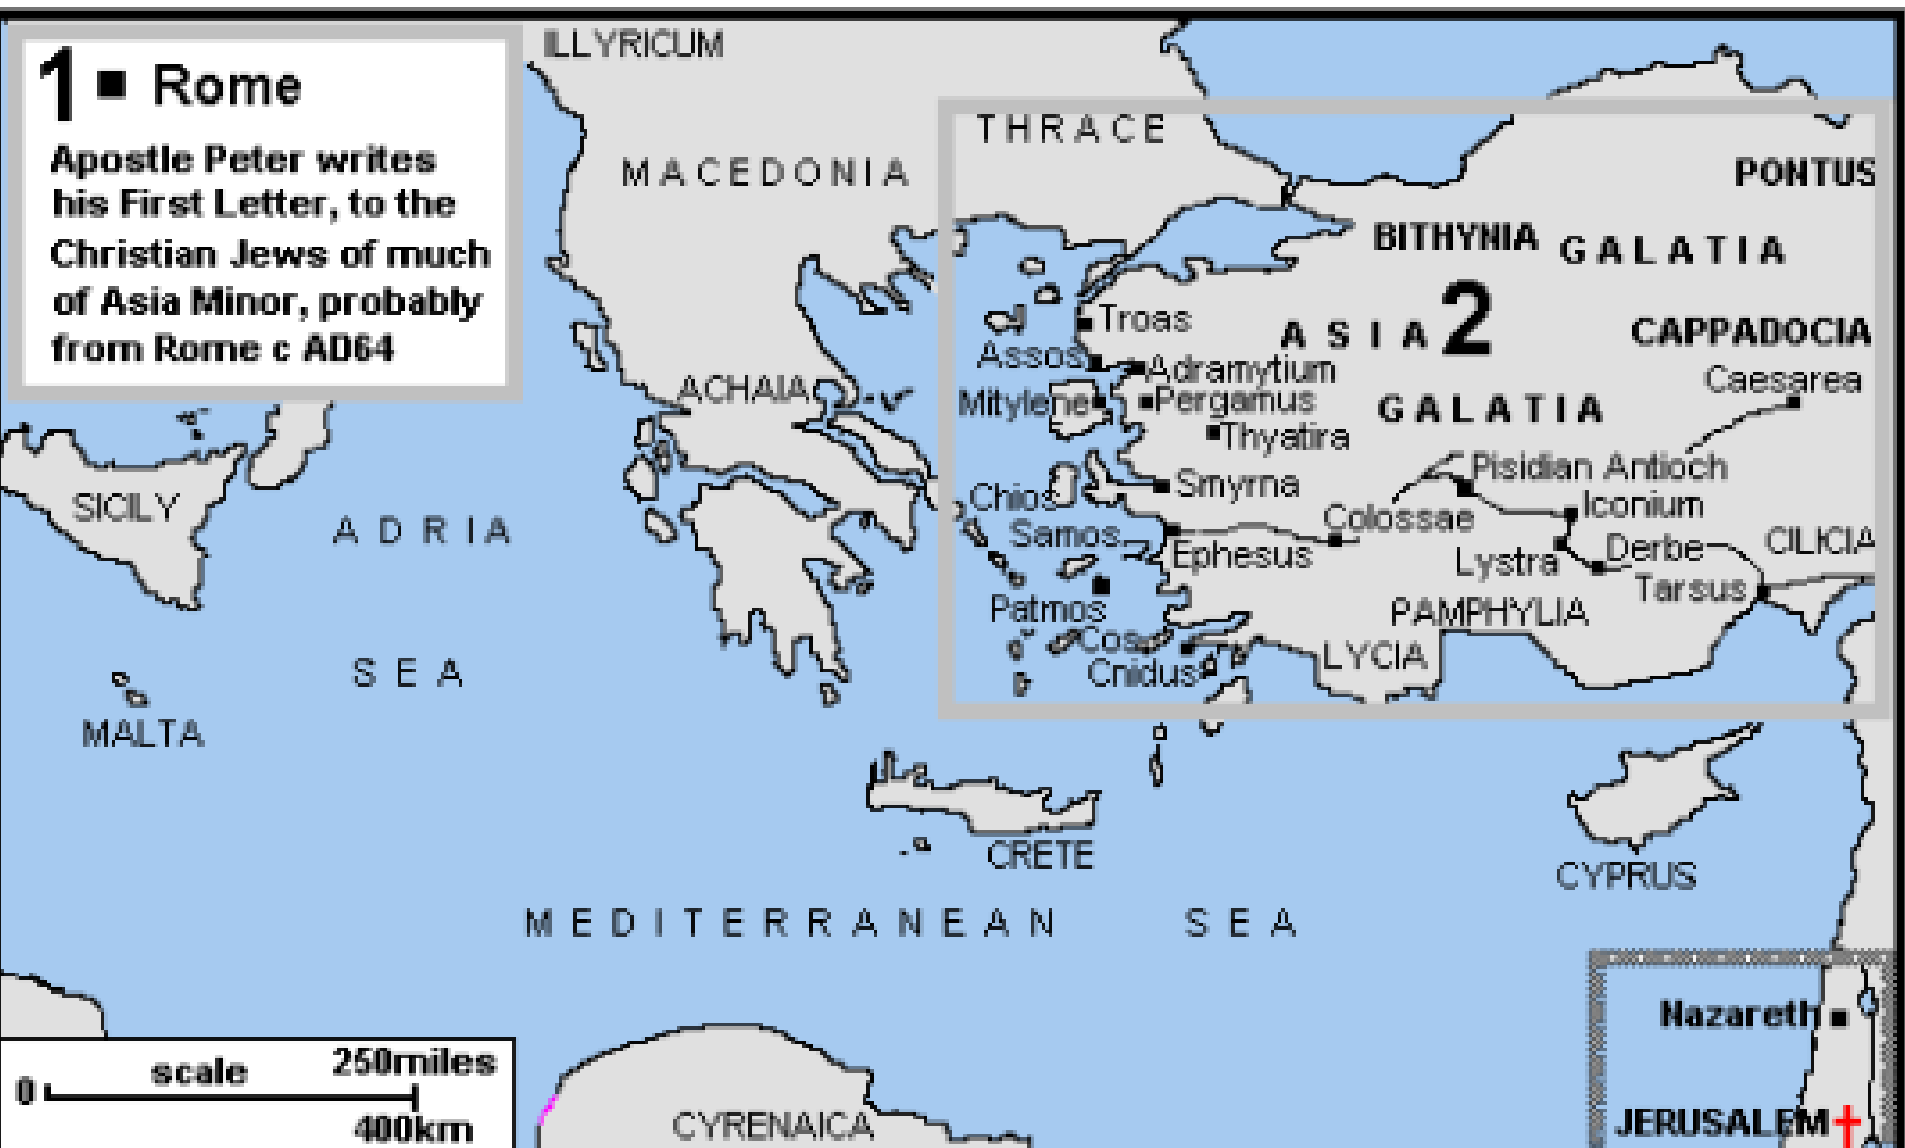 1 ▪ Rome
Apostle Peter writes
his First Letter, to the
Christian Jews of much
of Asia Minor, probably
from Rome c AD64
ILLYRICUM
THRACE
MACEDONIA
PONTUS
BITHYNIA
GALATIA
Troas
ASIA
2
CAPPADOCIA
Assos
Adramytium
Caesarea
ACHAIA
Mitylene
Pergamus
GALATIA
Thyatira
Pisidian Antioch
Smyrna
Chios
Iconium
SICILY
ADRIA
Samos
Colossae
CILICIA
Ephesus
Lystra
Derbe
Tarsus
Patmos
PAMPHYLIA
Cos
LYCIA
SEA
Cnidus
MALTA
CRETE
CYPRUS
MEDITERRANEAN SEA
Nazareth
scale
250miles
0
400km
CYRENAICA
JERUSALEM